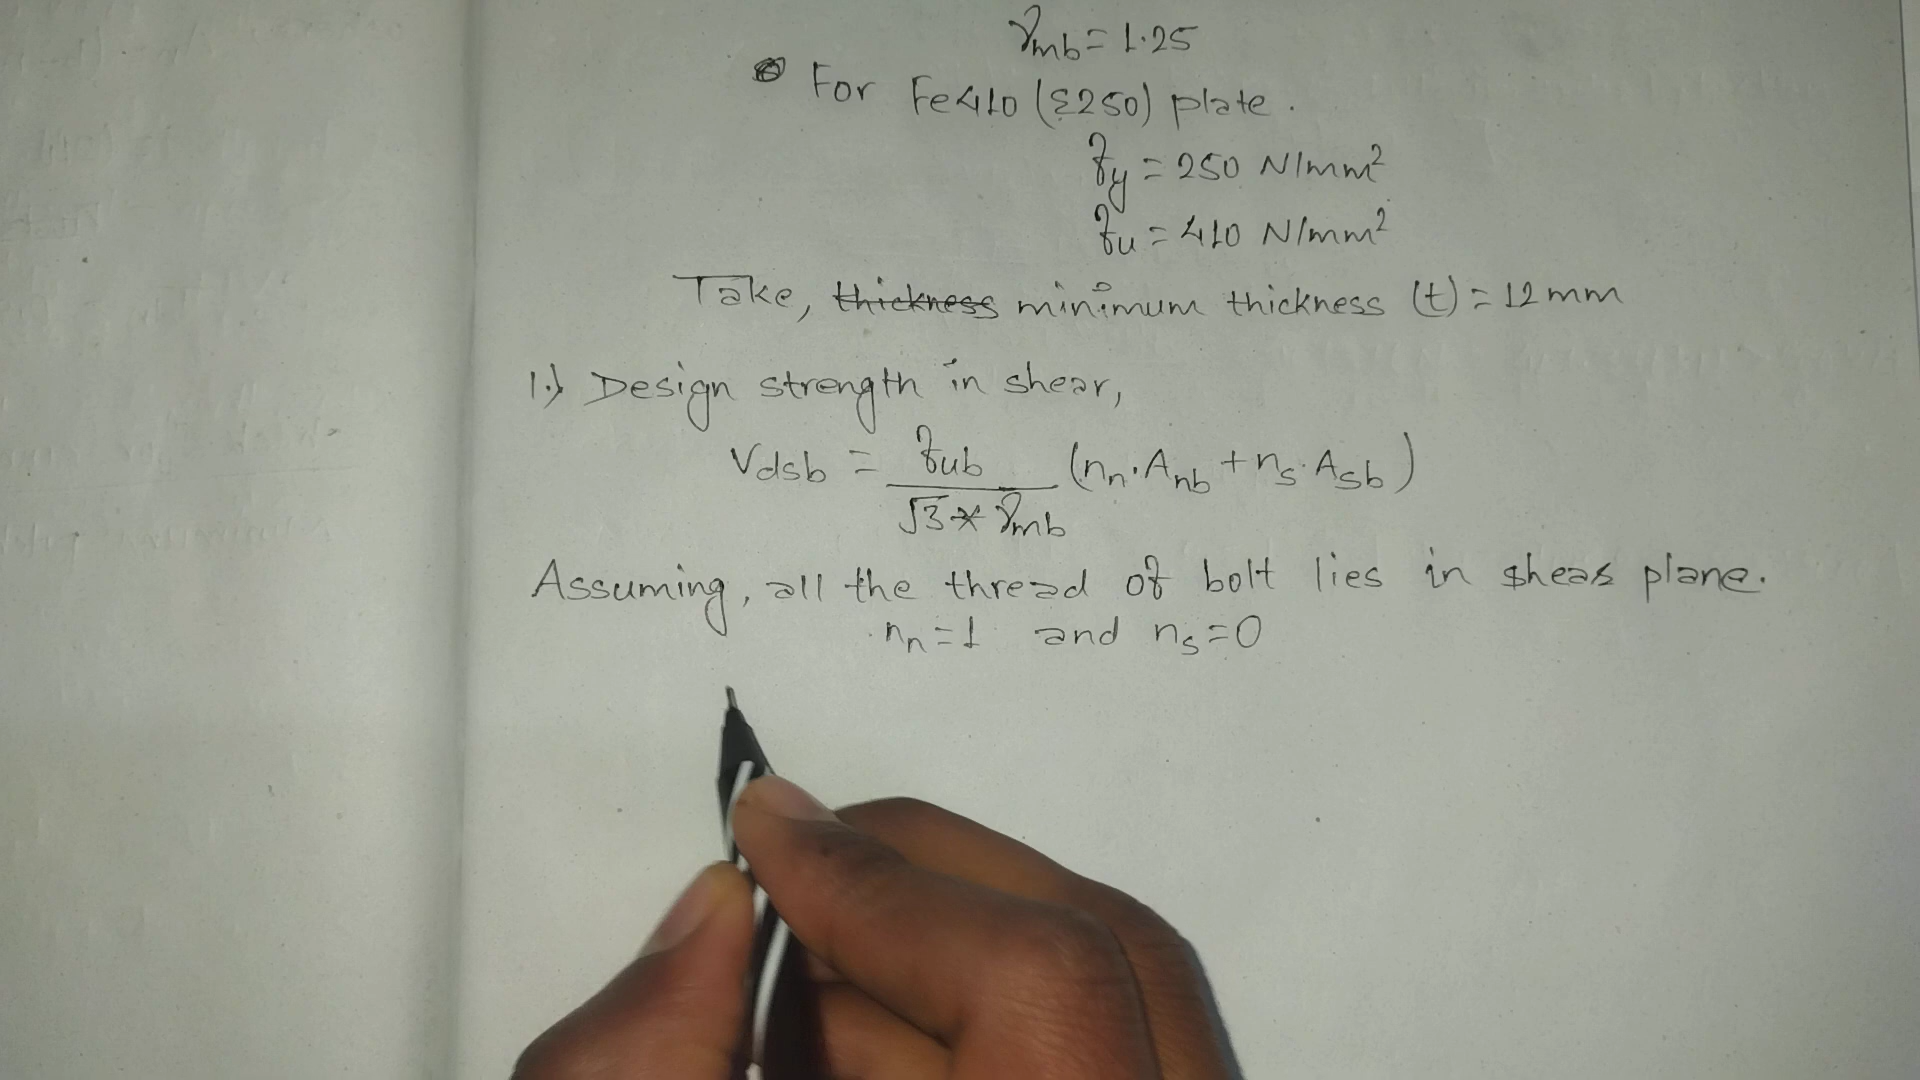 γmb = 1.25
For Fe410 (E250) plate.
fy = 250 N/mm²
fu = 410 N/mm²
Take, thickness minimum thickness (t) = 12 mm
1.) Design strength in shear,
Vdsb = fub / √3 * γmb (nn. Anb + ns. Asb)
Assuming, all the thread of bolt lies in shear plane.
nn = 1 and ns = 0